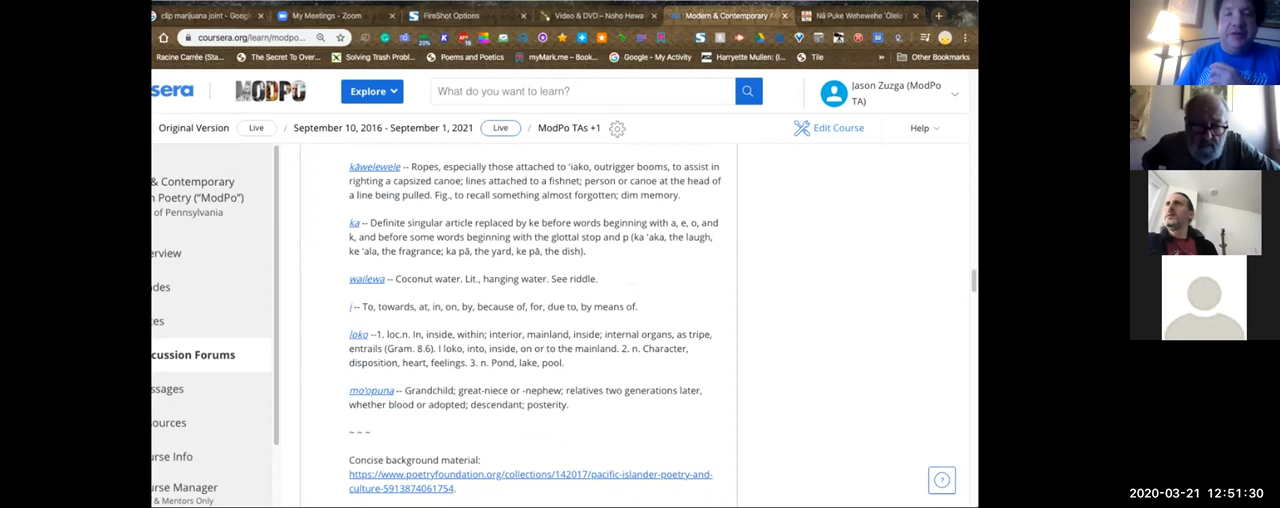 clip marijuana joint - Googl
My Meetings - Zoom
FireShot Options
Video & DVD – Noho Hewa
Modern & Contemporary A
Nā Puke Wehewehe ʻŌlelo
coursera.org/learn/modpo...
Racine Carrée (Sta...
The Secret To Over...
Solving Trash Prob...
Poems and Poetics
myMark.me – Book...
Google - My Activity
Harryette Mullen: (I...
Tile
Other Bookmarks
sera
MODPO
Explore
What do you want to learn?
Jason Zuzga (ModPo
TA)
Original Version
Live
/ September 10, 2016 - September 1, 2021
Live
/ ModPo TAs +1
Edit Course
Help
& Contemporary
n Poetry ("ModPo")
of Pennsylvania
erview
ades
tes
cussion Forums
ssages
sources
urse Info
urse Manager
& Mentors Only
kāwelewele -- Ropes, especially those attached to ʻiako, outrigger booms, to assist in
righting a capsized canoe; lines attached to a fishnet; person or canoe at the head of
a line being pulled. Fig., to recall something almost forgotten; dim memory.
ka -- Definite singular article replaced by ke before words beginning with a, e, o, and
k, and before some words beginning with the glottal stop and p (ka ʻaka, the laugh,
ke ʻala, the fragrance; ka pā, the yard, ke pā, the dish).
wailewa -- Coconut water. Lit., hanging water. See riddle.
i -- To, towards, at, in, on, by, because of, for, due to, by means of.
loko --1. loc.n. In, inside, within; interior, mainland, inside; internal organs, as tripe,
entrails (Gram. 8.6). I loko, into, inside, on or to the mainland. 2. n. Character,
disposition, heart, feelings. 3. n. Pond, lake, pool.
moʻopuna -- Grandchild; great-niece or -nephew; relatives two generations later,
whether blood or adopted; descendant; posterity.
~ ~ ~
Concise background material:
https://www.poetryfoundation.org/collections/142017/pacific-islander-poetry-and-
culture-5913874061754.
2020-03-21 12:51:30